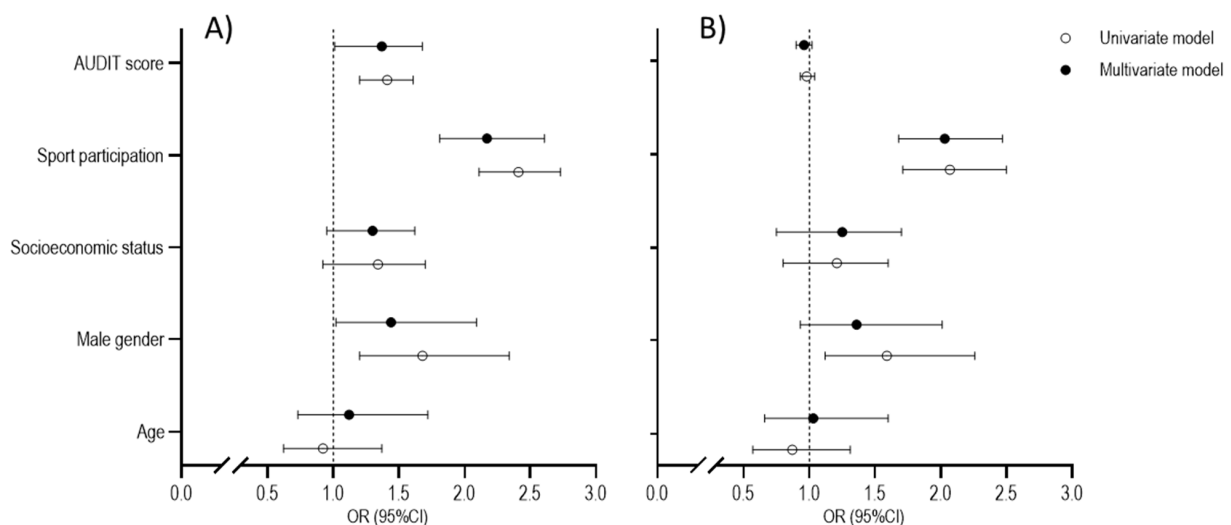 A)
B)
Univariate model
Multivariate model
AUDIT score
Sport participation
Socioeconomic status
Male gender
Age
0.0 0.5 1.0 1.5 2.0 2.5 3.0
OR (95%CI)
0.0 0.5 1.0 1.5 2.0 2.5 3.0
OR (95%CI)